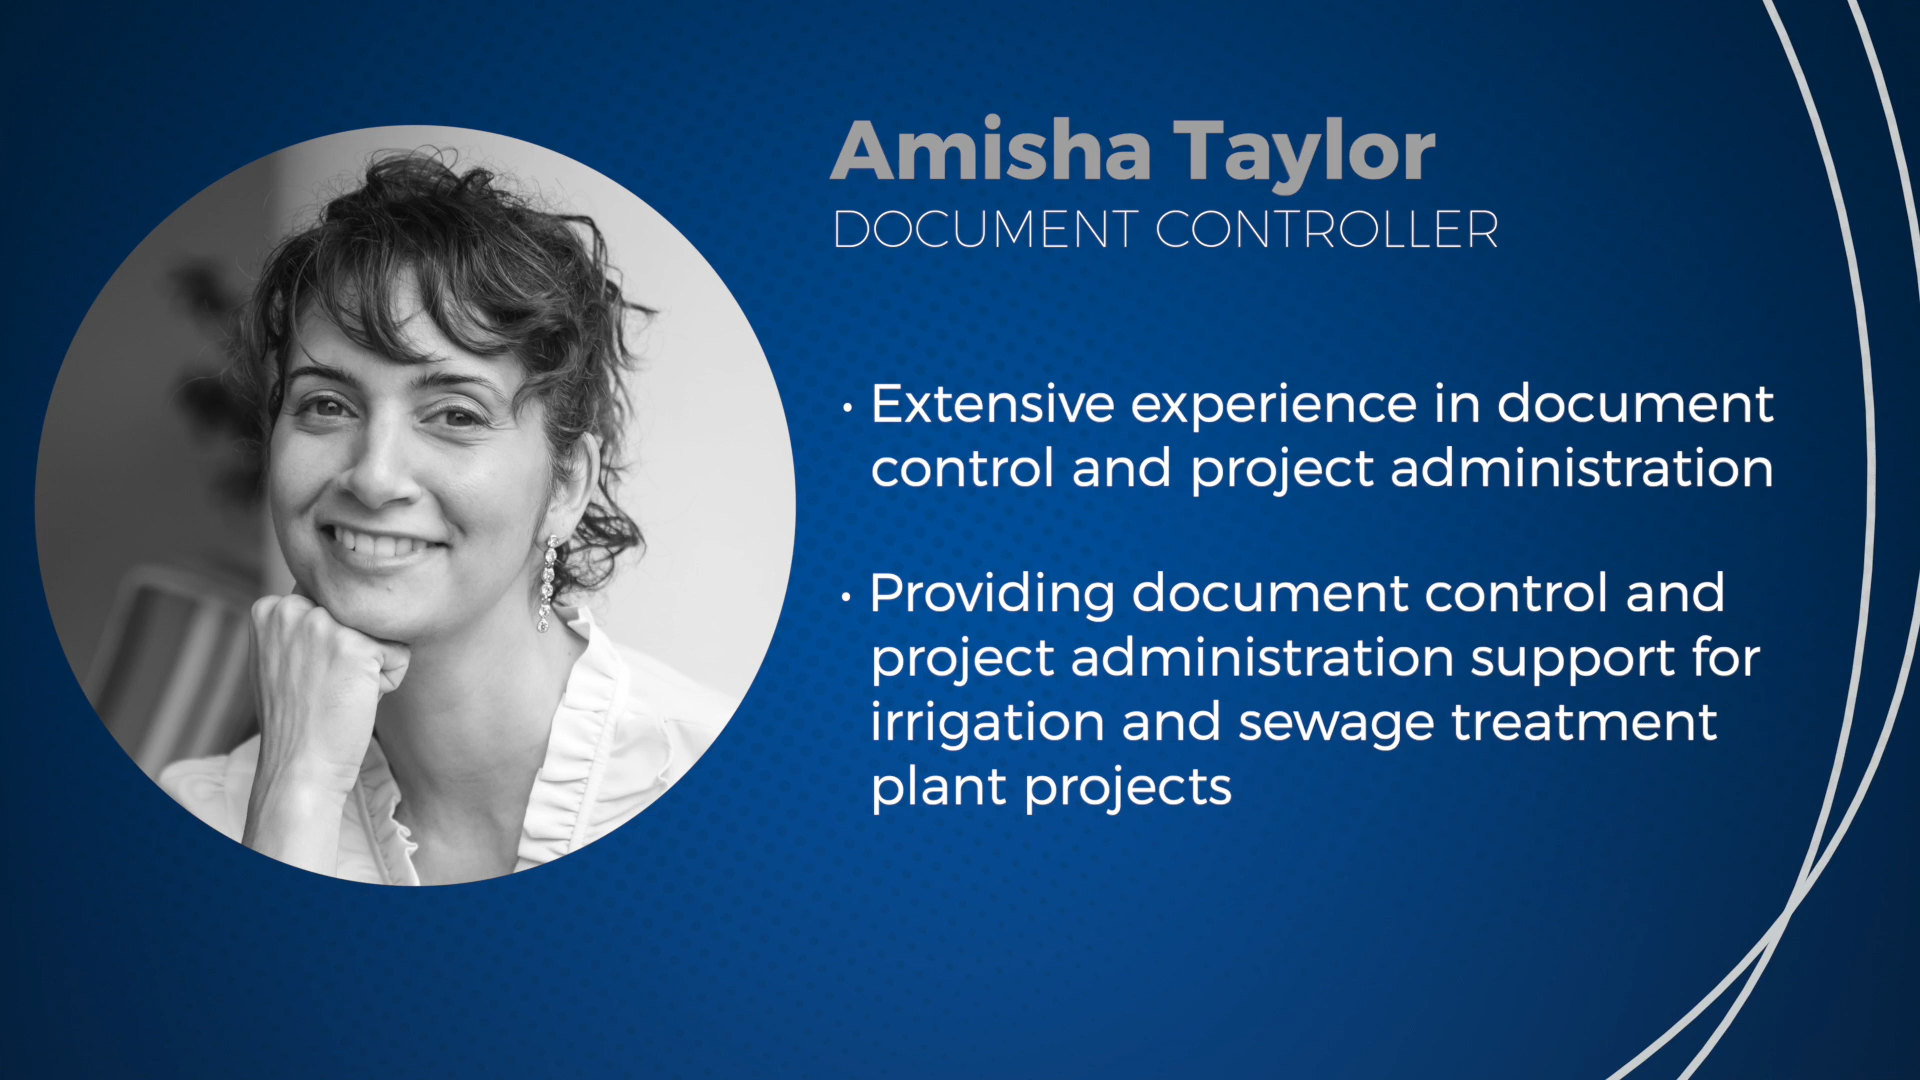 Amisha Taylor
DOCUMENT CONTROLLER
• Extensive experience in document
control and project administration
• Providing document control and
project administration support for
irrigation and sewage treatment
plant projects